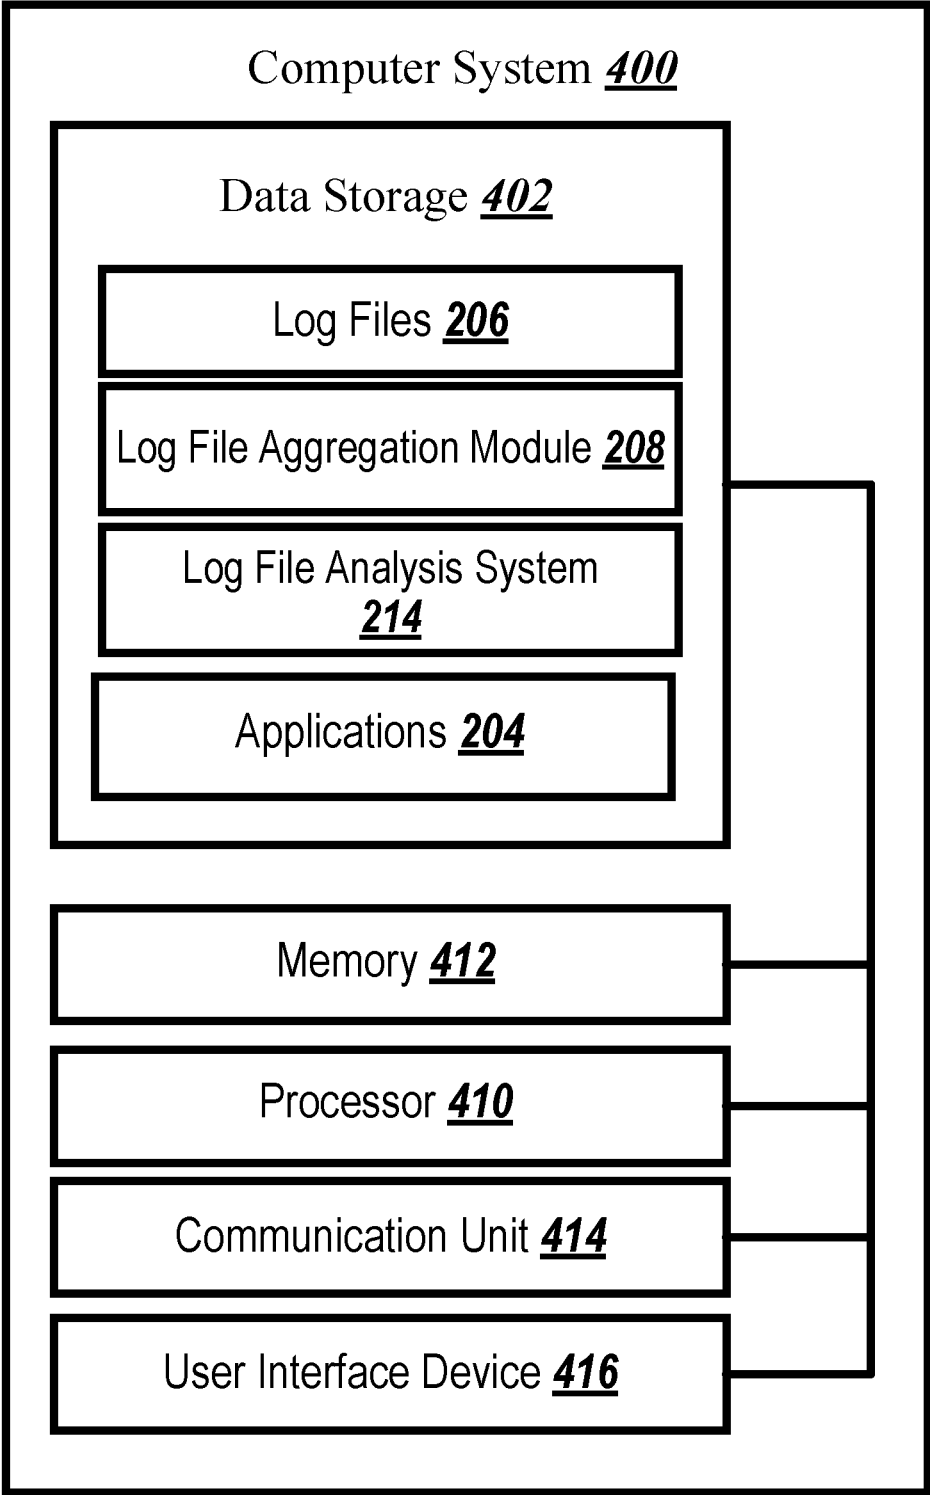 Computer System 400
Data Storage 402
Log Files 206
Log File Aggregation Module 208
Log File Analysis System
214
Applications 204
Memory 412
Processor 410
Communication Unit 414
User Interface Device 416